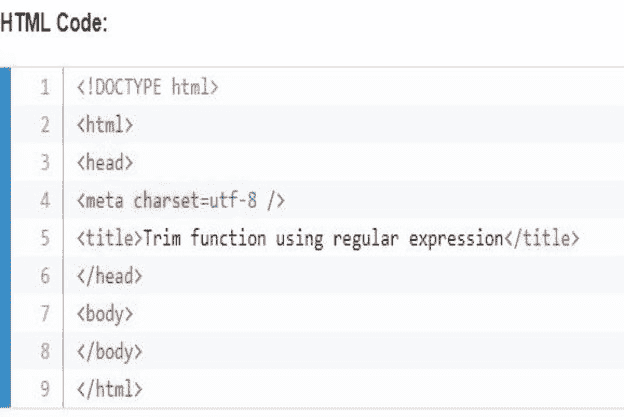 HTML Code:
1 <!DOCTYPE html>
2 <html>
3 <head>
4 <meta charset=utf-8 />
5 <title>Trim function using regular expression</title>
6 </head>
7 <body>
8 </body>
9 </html>